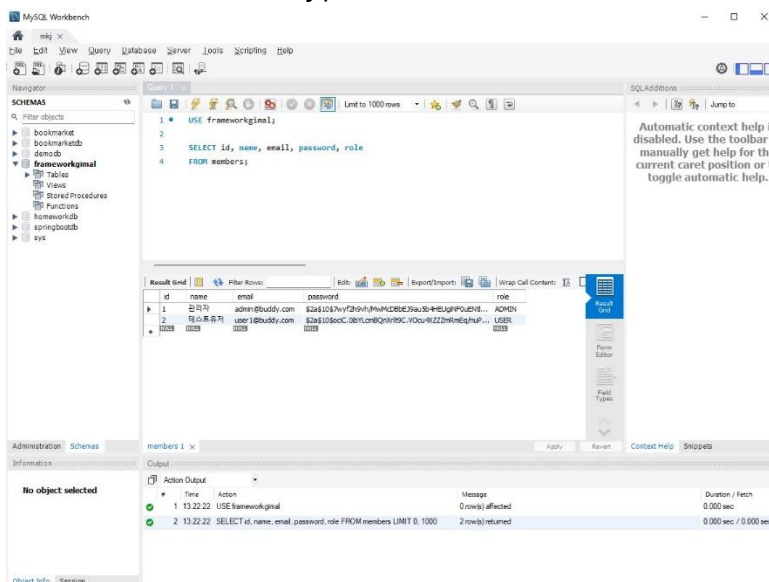 MySQL Workbench
mkj
File Edit View Query Database Server Tools Scripting Help
Navigator
SCHEMAS
Filter objects
bookmarket
bookmarketdb
demodb
frameworkgimal
Tables
Views
Stored Procedures
Functions
homeworkdb
springbootdb
sys
Administration Schemas
Information
No object selected
Object Info Session
Query 1
Limit to 1000 rows
1 USE frameworkgimal;
2
3 SELECT id, name, email, password, role
4 FROM members;
Result Grid Filter Rows: Edit: Export/Import: Wrap Cell Content:
id name email password role
1 관리자 admin@buddy.com ADMIN
2 테스트유저 user1@buddy.com USER
NULL NULL NULL NULL NULL
Result Grid
Form Editor
Field Types
members 1 Apply Revert
SQLAdditions
Jump to
Automatic context help i
disabled. Use the toolbar
manually get help for th
current caret position or
toggle automatic help.
Context Help Snippets
Output
Action Output
# Time Action Message Duration / Fetch
1 13:22:22 USE frameworkgimal 0 row(s) affected 0.000 sec
2 13:22:22 SELECT id, name, email, password, role FROM members LIMIT 0, 1000 2 row(s) returned 0.000 sec / 0.000 se